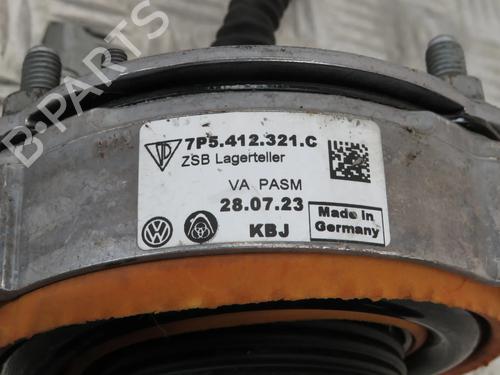 B-PARTS
7P5.412.321.C
ZSB Lagerteller
VA PASM
28.07.23
KBJ
Made in
Germany